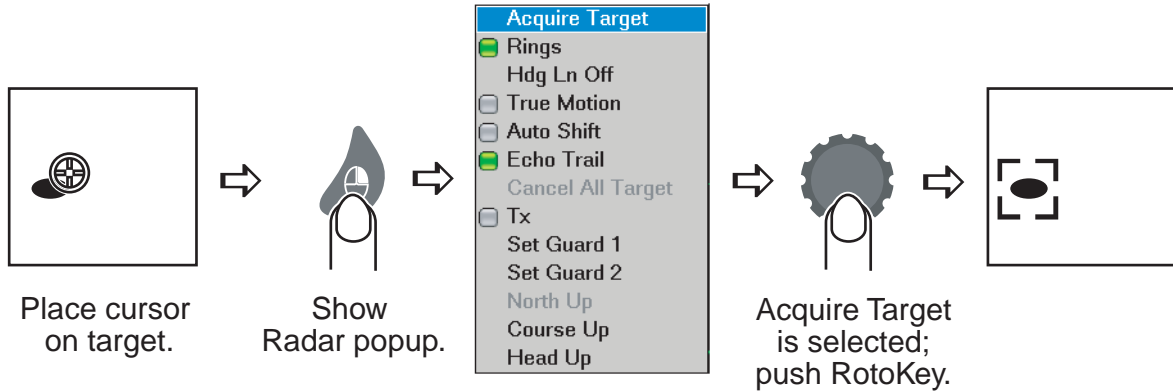 Acquire Target
Rings
Hdg Ln Off
True Motion
Auto Shift
Echo Trail
Cancel All Target
Tx
Set Guard 1
Set Guard 2
North Up
Course Up
Head Up
Place cursor
on target.
Show
Radar popup.
Acquire Target
is selected;
push RotoKey.